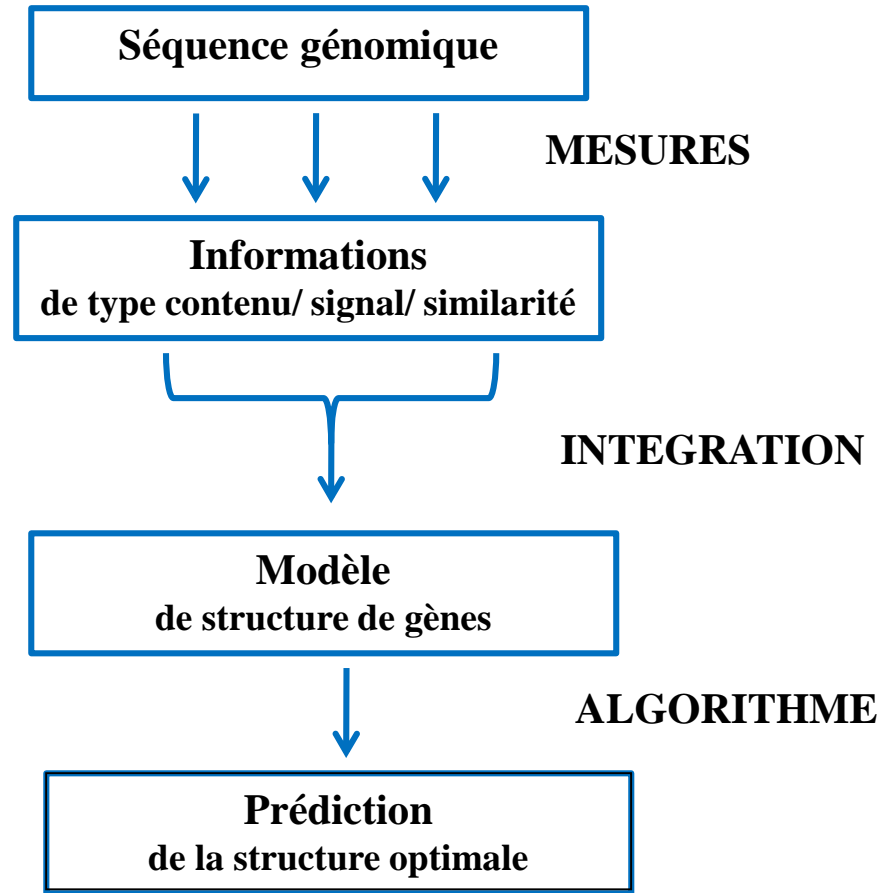 Séquence génomique
MESURES
Informations
de type contenu/ signal/ similarité
INTEGRATION
Modèle
de structure de gènes
ALGORITHME
Prédiction
de la structure optimale